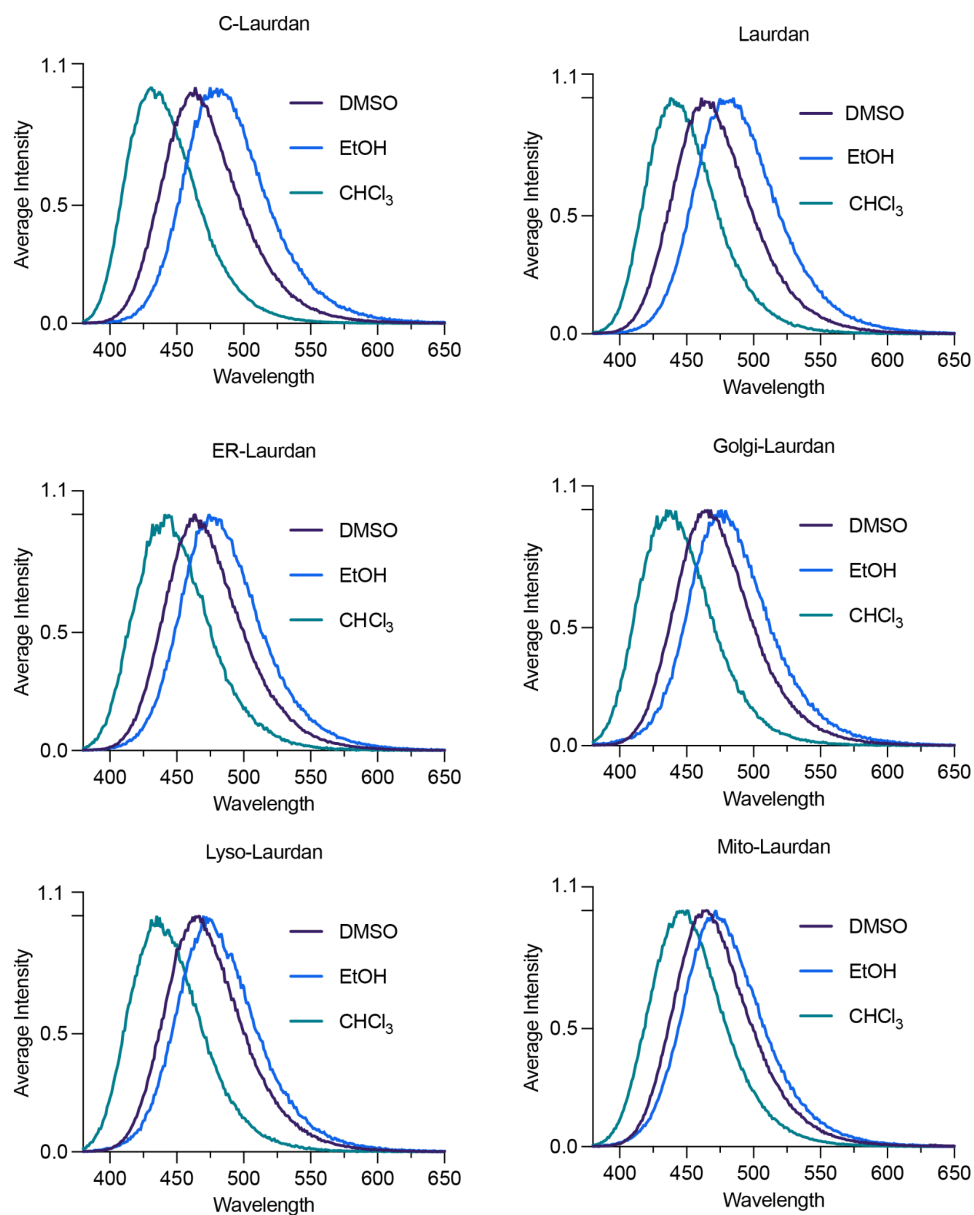 C-Laurdan
1.1
0.5
0.0
Average Intensity
DMSO
EtOH
CHCl₃
400 450 500 550 600 650
Wavelength
Laurdan
1.1
0.5
0.0
Average Intensity
DMSO
EtOH
CHCl₃
400 450 500 550 600 650
Wavelength
ER-Laurdan
1.1
0.5
0.0
Average Intensity
DMSO
EtOH
CHCl₃
400 450 500 550 600 650
Wavelength
Golgi-Laurdan
1.1
0.5
0.0
Average Intensity
DMSO
EtOH
CHCl₃
400 450 500 550 600 650
Wavelength
Lyso-Laurdan
1.1
0.5
0.0
Average Intensity
DMSO
EtOH
CHCl₃
400 450 500 550 600 650
Wavelength
Mito-Laurdan
1.1
0.5
0.0
Average Intensity
DMSO
EtOH
CHCl₃
400 450 500 550 600 650
Wavelength